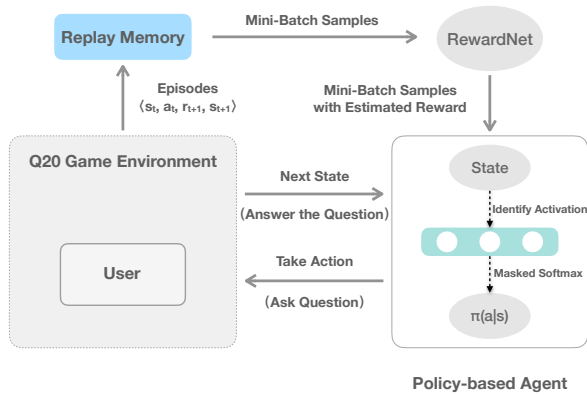 Replay Memory
Mini-Batch Samples
RewardNet
Episodes
⟨sₜ, aₜ, rₜ₊₁, sₜ₊₁⟩
Mini-Batch Samples
with Estimated Reward
Q20 Game Environment
User
Next State
(Answer the Question)
Take Action
(Ask Question)
State
Identify Activation
Masked Softmax
π(a|s)
Policy-based Agent